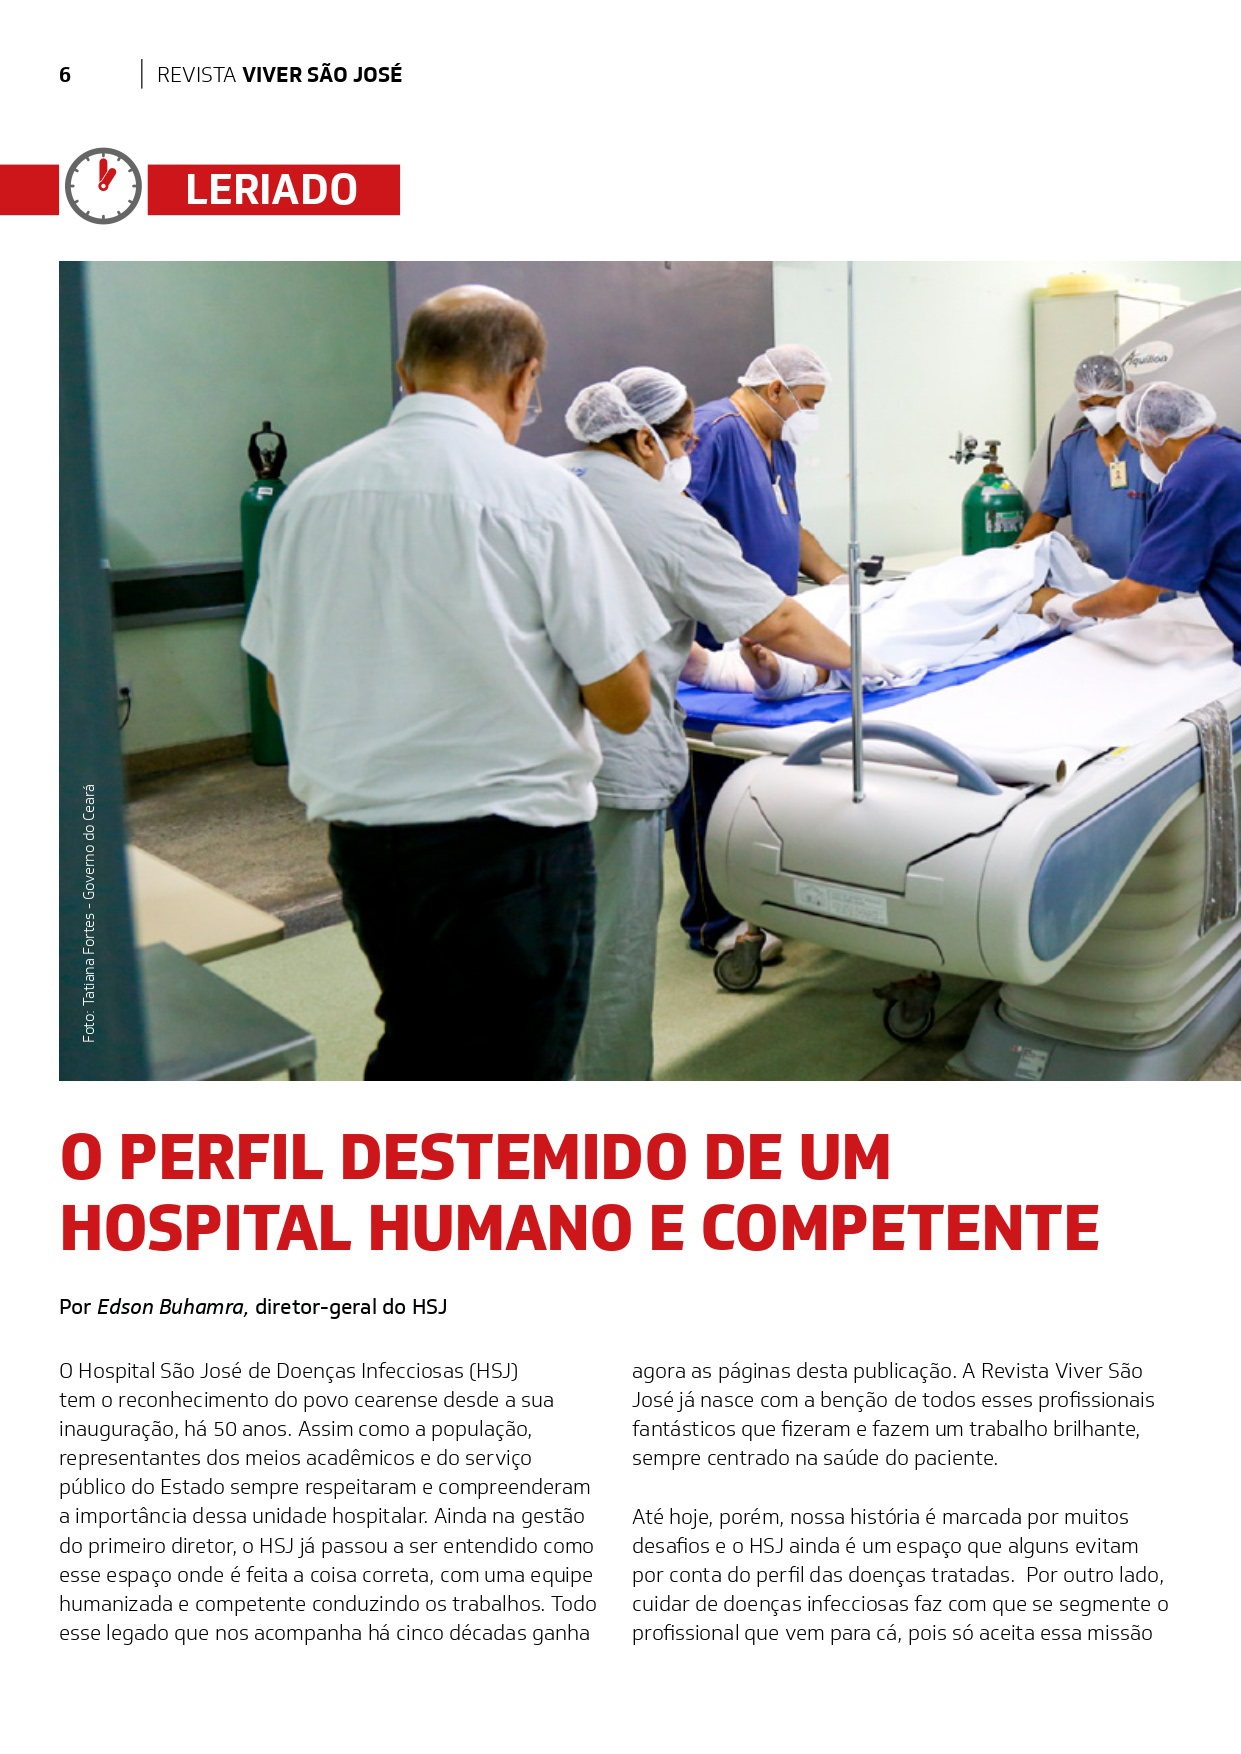 6
REVISTA VIVER SÃO JOSÉ
LERIADO
Aquilion
Foto: Tatiana Fortes - Governo do Ceará
O PERFIL DESTEMIDO DE UM
HOSPITAL HUMANO E COMPETENTE
Por Edson Buhamra, diretor-geral do HSJ
O Hospital São José de Doenças Infecciosas (HSJ)
tem o reconhecimento do povo cearense desde a sua
inauguração, há 50 anos. Assim como a população,
representantes dos meios acadêmicos e do serviço
público do Estado sempre respeitaram e compreenderam
a importância dessa unidade hospitalar. Ainda na gestão
do primeiro diretor, o HSJ já passou a ser entendido como
esse espaço onde é feita a coisa correta, com uma equipe
humanizada e competente conduzindo os trabalhos. Todo
esse legado que nos acompanha há cinco décadas ganha
agora as páginas desta publicação. A Revista Viver São
José já nasce com a benção de todos esses profissionais
fantásticos que fizeram e fazem um trabalho brilhante,
sempre centrado na saúde do paciente.
Até hoje, porém, nossa história é marcada por muitos
desafios e o HSJ ainda é um espaço que alguns evitam
por conta do perfil das doenças tratadas.  Por outro lado,
cuidar de doenças infecciosas faz com que se segmente o
profissional que vem para cá, pois só aceita essa missão